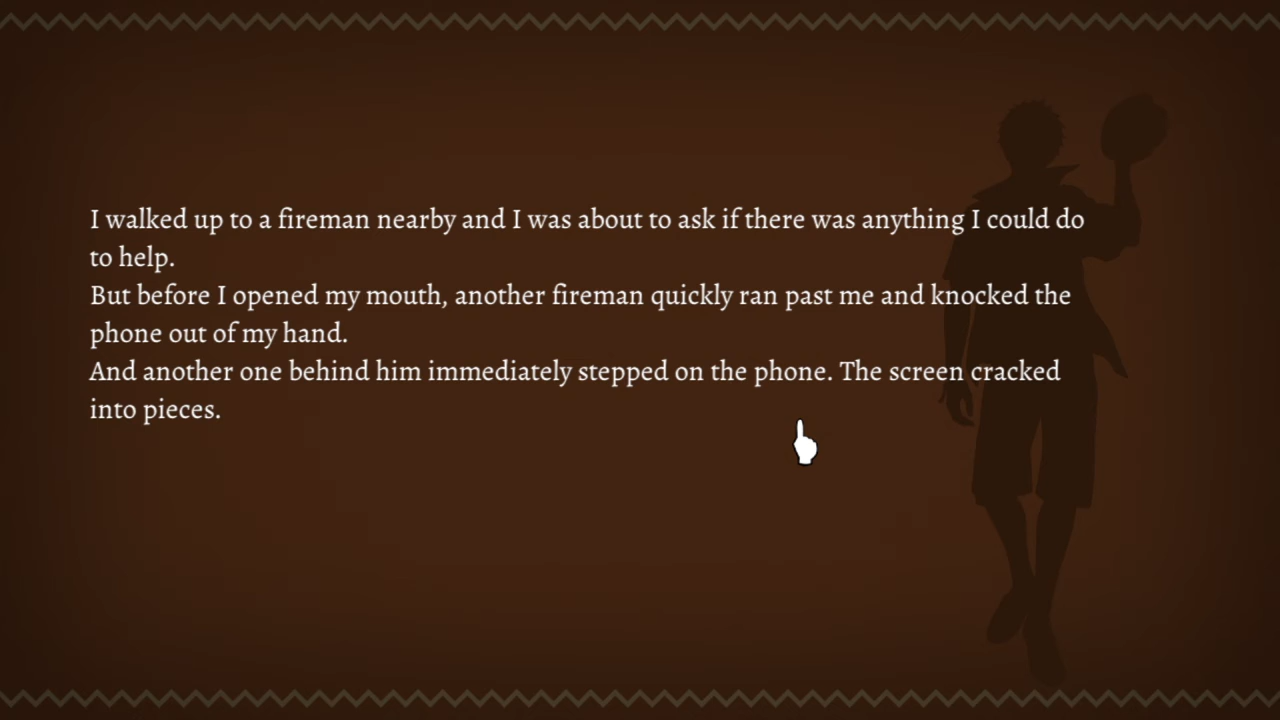 I walked up to a fireman nearby and I was about to ask if there was anything I could do
to help.
But before I opened my mouth, another fireman quickly ran past me and knocked the
phone out of my hand.
And another one behind him immediately stepped on the phone. The screen cracked
into pieces.